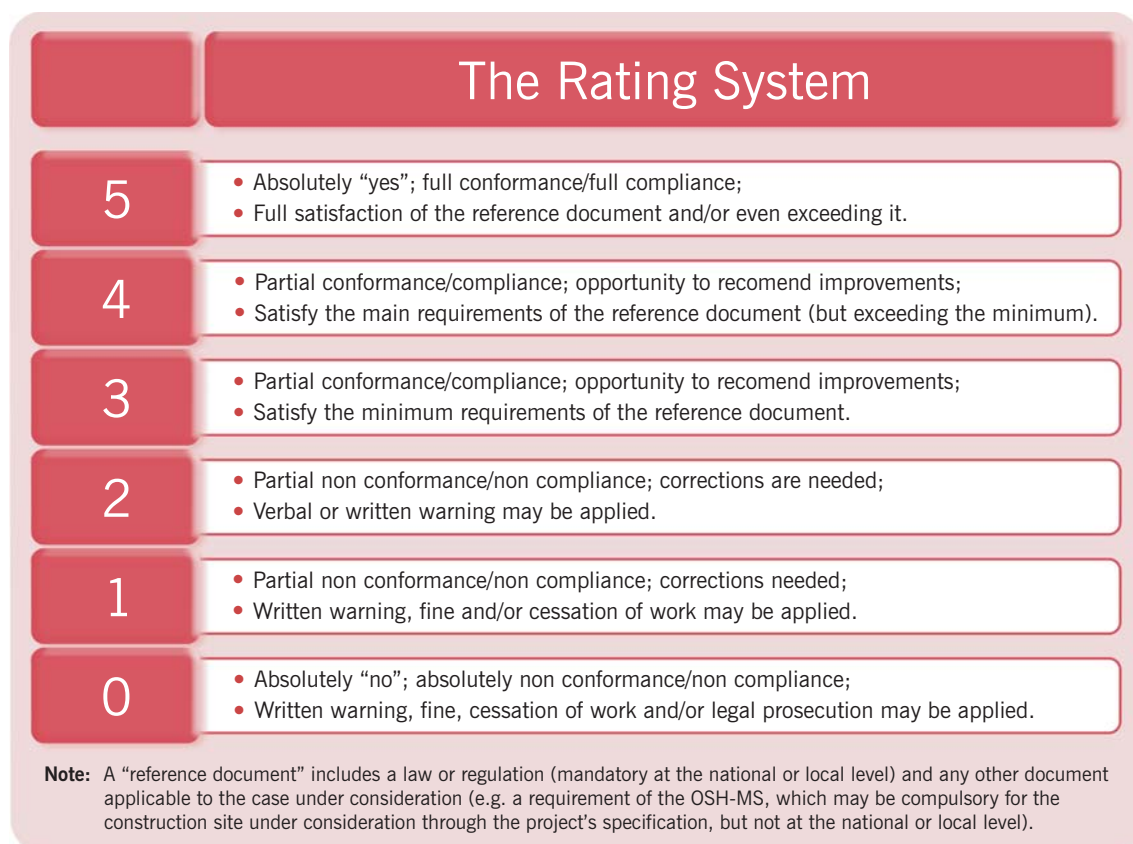 The Rating System
5
• Absolutely “yes”; full conformance/full compliance;
• Full satisfaction of the reference document and/or even exceeding it.
4
• Partial conformance/compliance; opportunity to recomend improvements;
• Satisfy the main requirements of the reference document (but exceeding the minimum).
3
• Partial conformance/compliance; opportunity to recomend improvements;
• Satisfy the minimum requirements of the reference document.
2
• Partial non conformance/non compliance; corrections are needed;
• Verbal or written warning may be applied.
1
• Partial non conformance/non compliance; corrections needed;
• Written warning, fine and/or cessation of work may be applied.
0
• Absolutely “no”; absolutely non conformance/non compliance;
• Written warning, fine, cessation of work and/or legal prosecution may be applied.
Note: A “reference document” includes a law or regulation (mandatory at the national or local level) and any other document
applicable to the case under consideration (e.g. a requirement of the OSH-MS, which may be compulsory for the
construction site under consideration through the project’s specification, but not at the national or local level).